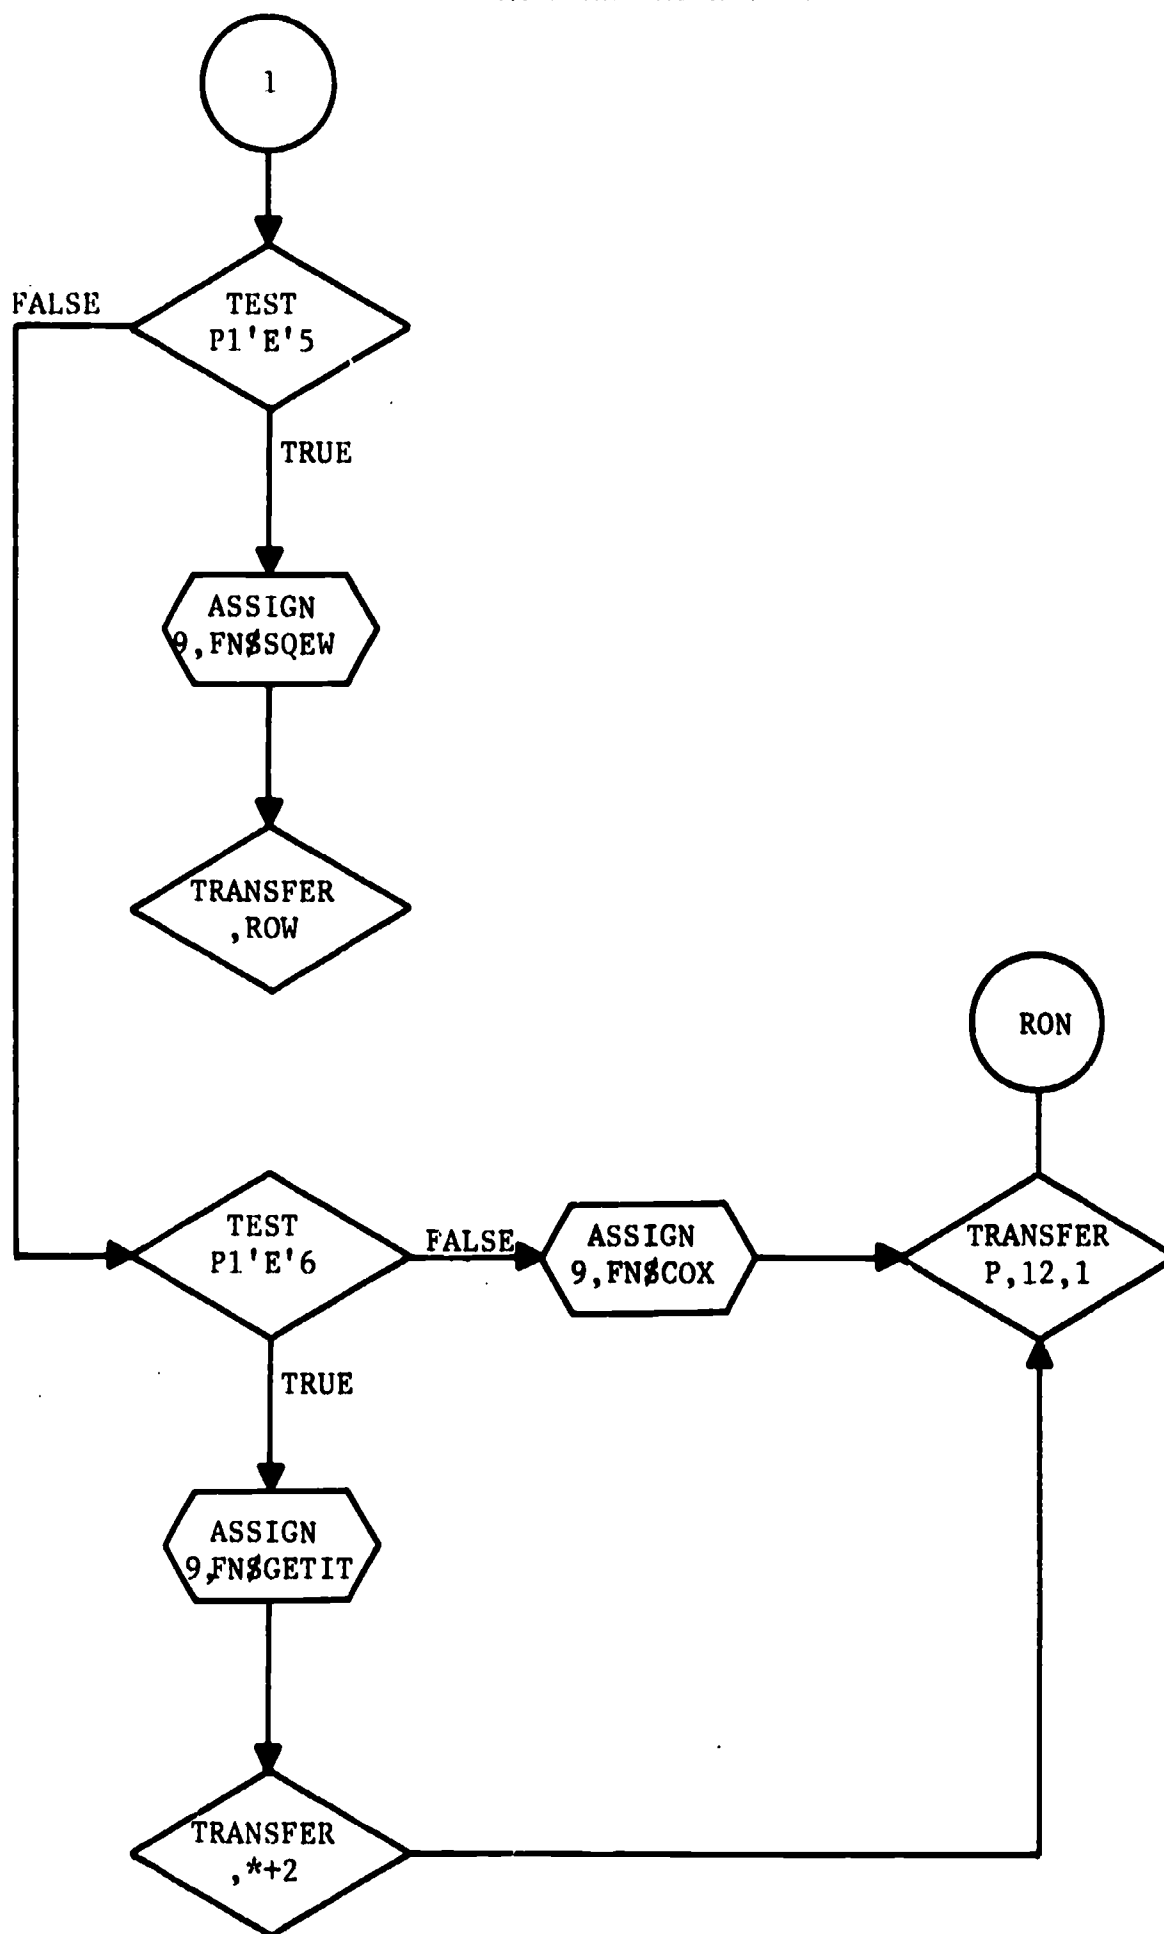 1
TEST
P1'E'5
FALSE
TRUE
ASSIGN
9,FN$SQEW
TRANSFER
,ROW
RON
TEST
P1'E'6
FALSE
ASSIGN
9,FN$COX
TRANSFER
P,12,1
TRUE
ASSIGN
9,FN$GETIT
TRANSFER
,*+2